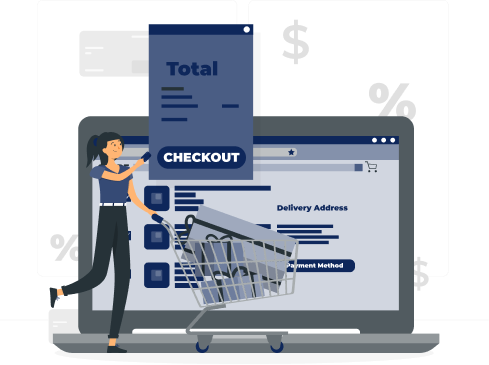 $
Total
%
CHECKOUT
Delivery Address
%
Payment Method
$